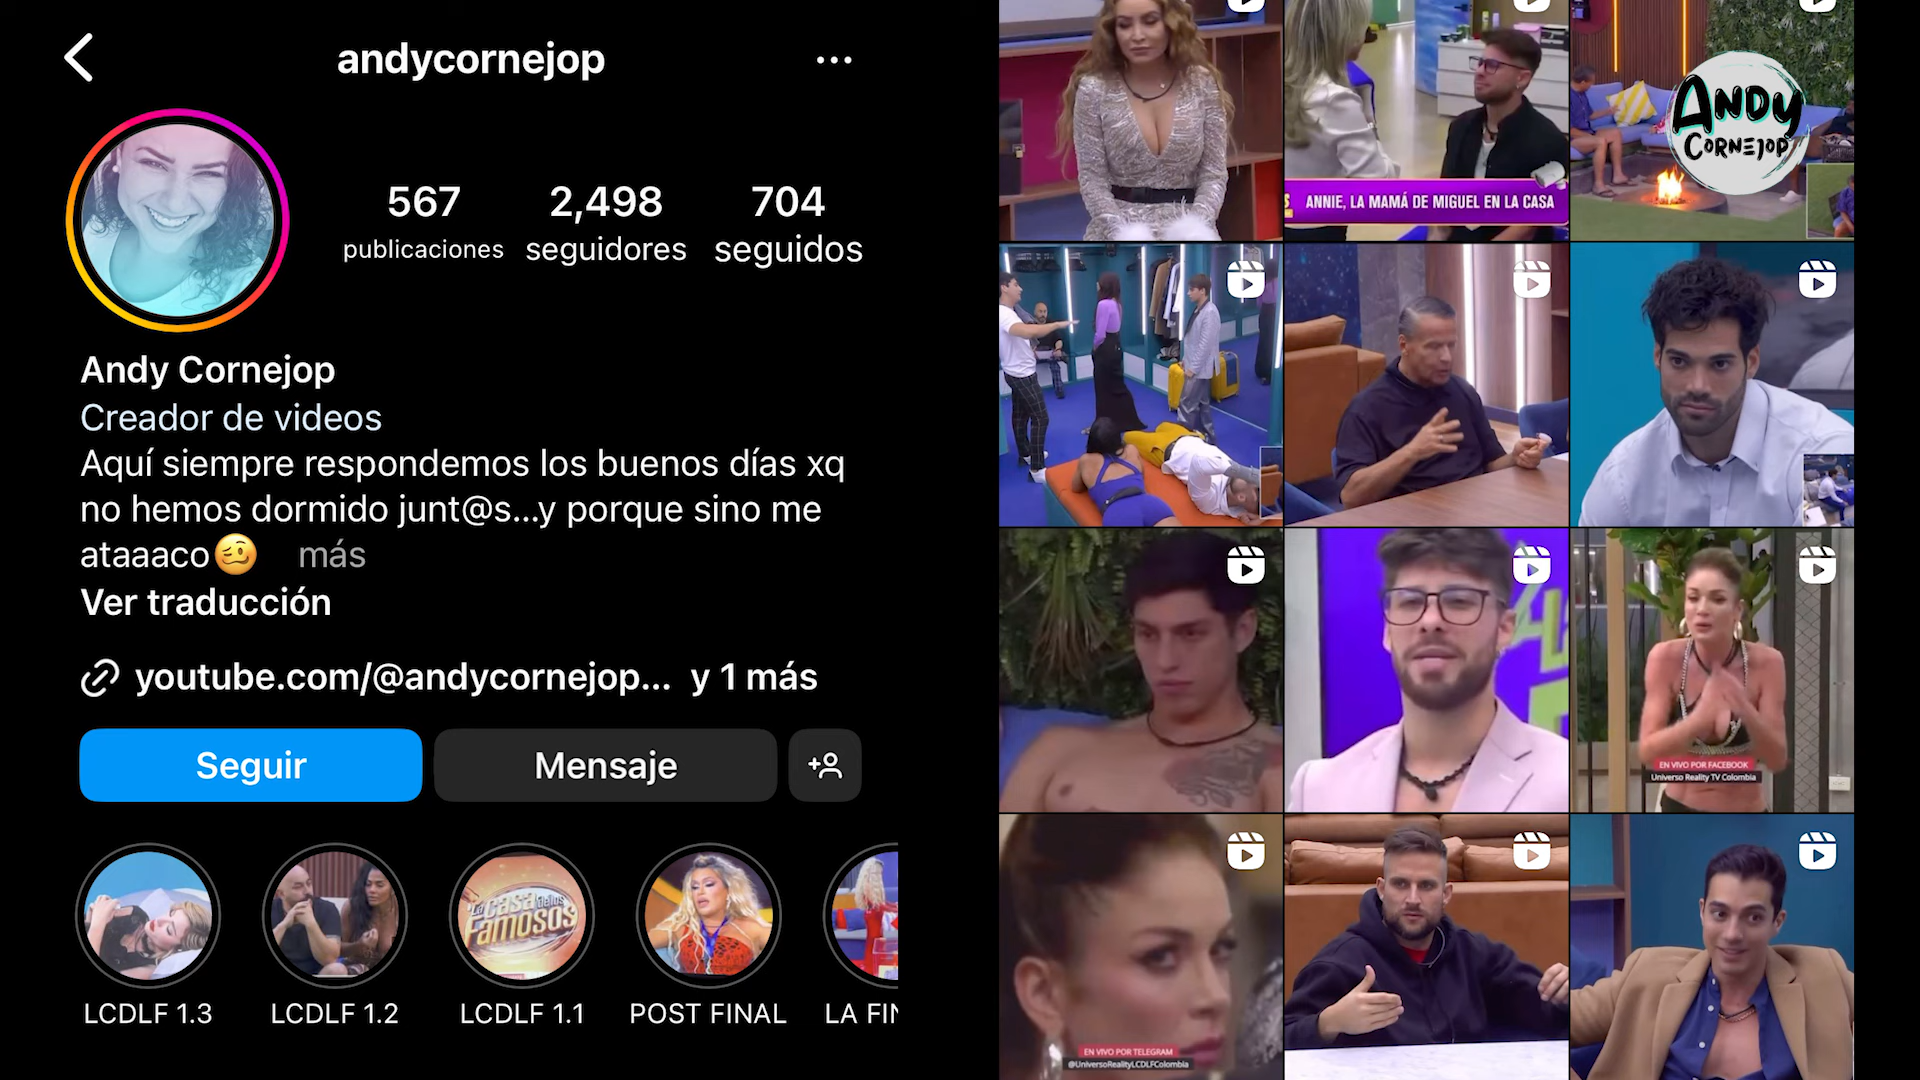 andycornejop
567
2,498
704
publicaciones
seguidores
seguidos
Andy Cornejop
Creador de videos
Aquí siempre respondemos los buenos días xq
no hemos dormido junt@s...y porque sino me
ataaaco🥴 más
Ver traducción
youtube.com/@andycornejop... y 1 más
Seguir
Mensaje
LCDLF 1.3
LCDLF 1.2
La casa de los
Famosos
LCDLF 1.1
POST FINAL
LA FIN
ANNIE, LA MAMÁ DE MIGUEL EN LA CASA
ANDY
CORNEJOP
EN VIVO POR FACEBOOK
Universo Reality TV Colombia
EN VIVO POR TELEGRAM
@UniversoRealityLCDLFColombia